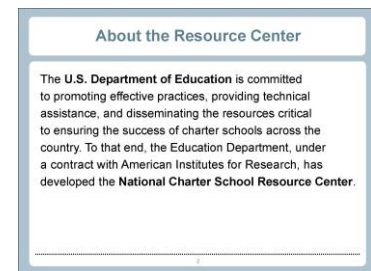 About the Resource Center
The U.S. Department of Education is committed
to promoting effective practices, providing technical
assistance, and disseminating the resources critical
to ensuring the success of charter schools across the
country. To that end, the Education Department, under
a contract with American Institutes for Research, has
developed the National Charter School Resource Center.